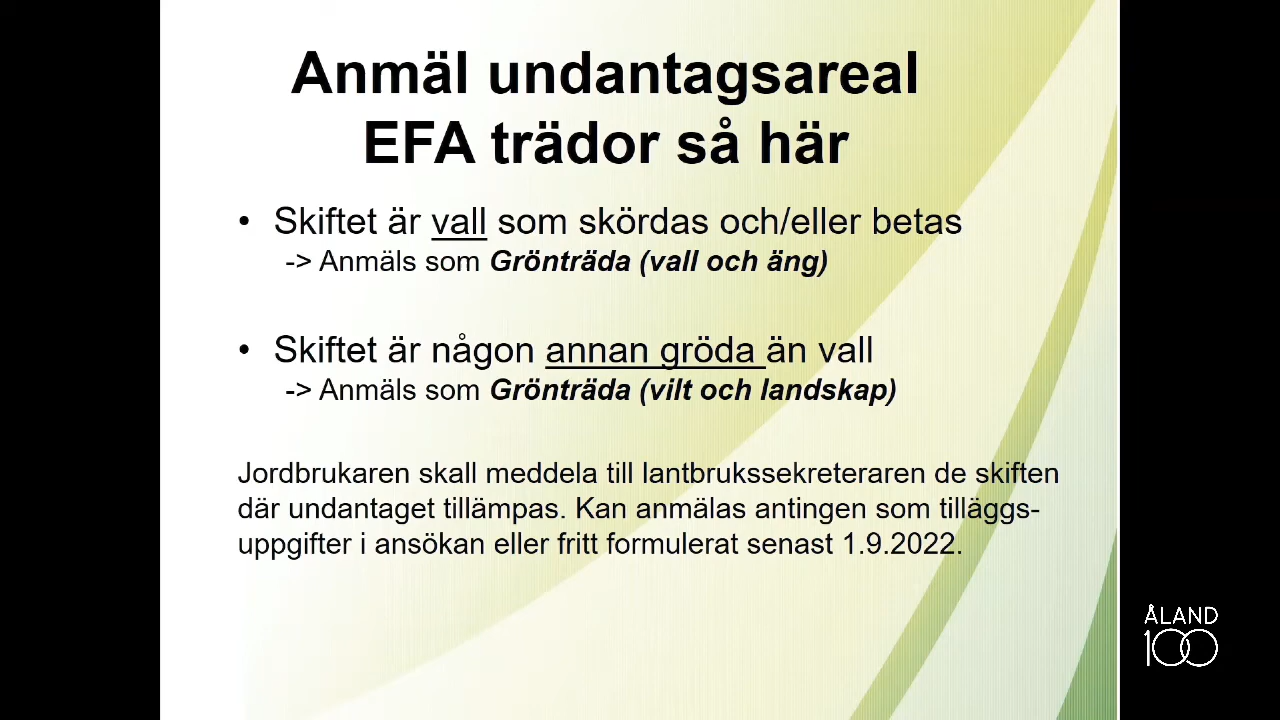 Anmäl undantagsareal
EFA trädor så här
• Skiftet är vall som skördas och/eller betas
-> Anmäls som Grönträda (vall och äng)
• Skiftet är någon annan gröda än vall
-> Anmäls som Grönträda (vilt och landskap)
Jordbrukaren skall meddela till lantbrukssekreteraren de skiften
där undantaget tillämpas. Kan anmälas antingen som tilläggs-
uppgifter i ansökan eller fritt formulerat senast 1.9.2022.
ÅLAND
100